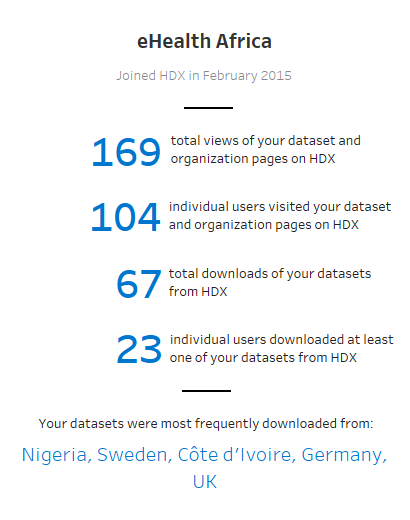 eHealth Africa
Joined HDX in February 2015
169 total views of your dataset and
organization pages on HDX
104 individual users visited your dataset
and organization pages on HDX
67 total downloads of your datasets
from HDX
23 individual users downloaded at least
one of your datasets from HDX
Your datasets were most frequently downloaded from:
Nigeria, Sweden, Côte d’Ivoire, Germany,
UK